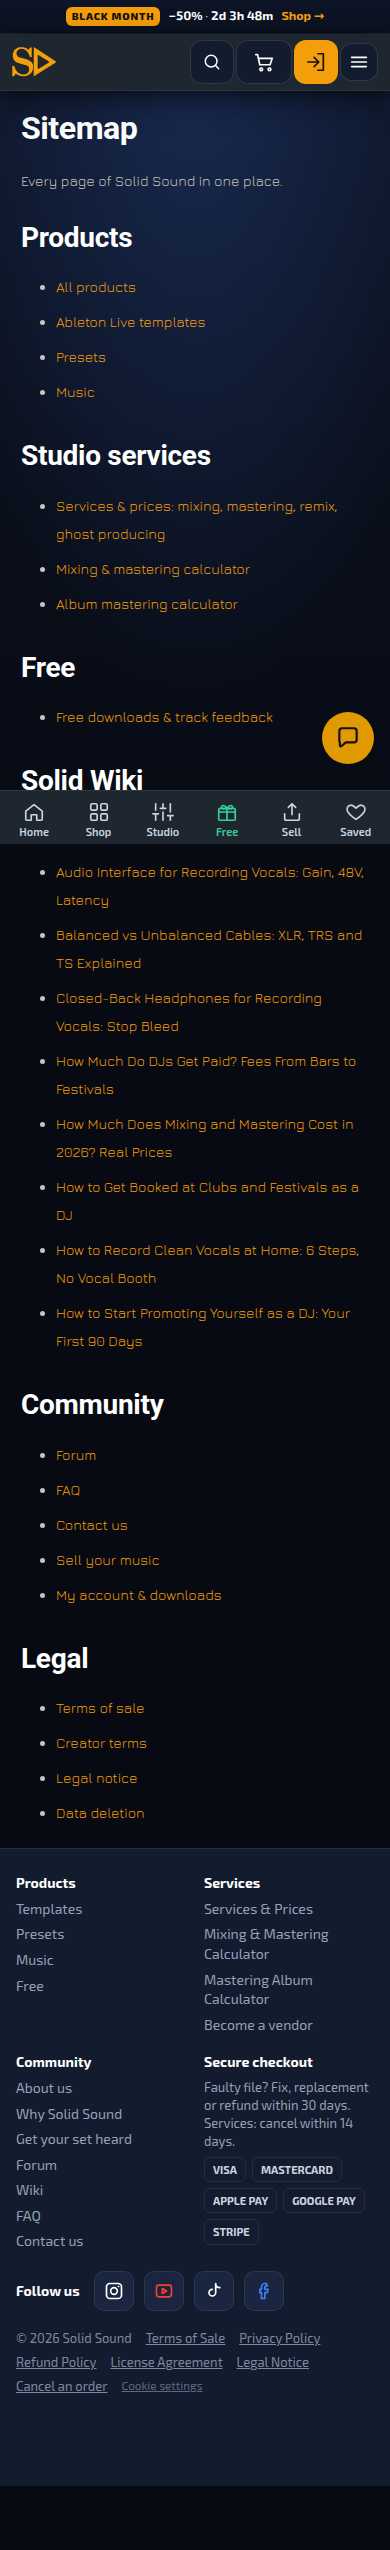 BLACK MONTH −50% · 2d 3h 48m Shop →
SD
Sitemap
Every page of Solid Sound in one place.
Products
All products
Ableton Live templates
Presets
Music
Studio services
Services & prices: mixing, mastering, remix,
ghost producing
Mixing & mastering calculator
Album mastering calculator
Free
Free downloads & track feedback
Solid Wiki
Home Shop Studio Free Sell Saved
Audio Interface for Recording Vocals: Gain, 48V,
Latency
Balanced vs Unbalanced Cables: XLR, TRS and
TS Explained
Closed-Back Headphones for Recording
Vocals: Stop Bleed
How Much Do DJs Get Paid? Fees From Bars to
Festivals
How Much Does Mixing and Mastering Cost in
2026? Real Prices
How to Get Booked at Clubs and Festivals as a
DJ
How to Record Clean Vocals at Home: 6 Steps,
No Vocal Booth
How to Start Promoting Yourself as a DJ: Your
First 90 Days
Community
Forum
FAQ
Contact us
Sell your music
My account & downloads
Legal
Terms of sale
Creator terms
Legal notice
Data deletion
Products
Templates
Presets
Music
Free
Services
Services & Prices
Mixing & Mastering
Calculator
Mastering Album
Calculator
Become a vendor
Community
About us
Why Solid Sound
Get your set heard
Forum
Wiki
FAQ
Contact us
Secure checkout
Faulty file? Fix, replacement
or refund within 30 days.
Services: cancel within 14
days.
VISA MASTERCARD
APPLE PAY GOOGLE PAY
STRIPE
Follow us
© 2026 Solid Sound Terms of Sale Privacy Policy
Refund Policy License Agreement Legal Notice
Cancel an order Cookie settings